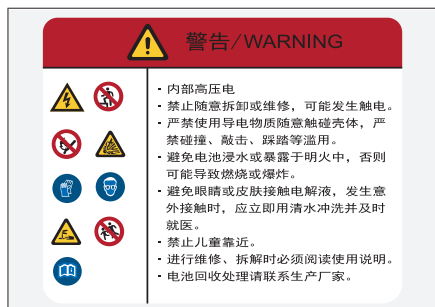 警告/WARNING
· 内部高压电
· 禁止随意拆卸或维修，可能发生触电。
· 严禁使用导电物质随意触碰壳体，严
禁碰撞、敲击、踩踏等滥用。
· 避免电池浸水或暴露于明火中，否则
可能导致燃烧或爆炸。
· 避免眼睛或皮肤接触电解液，发生意
外接触时，应立即用清水冲洗并及时
就医。
· 禁止儿童靠近。
· 进行维修、拆解时必须阅读使用说明。
· 电池回收处理请联系生产厂家。